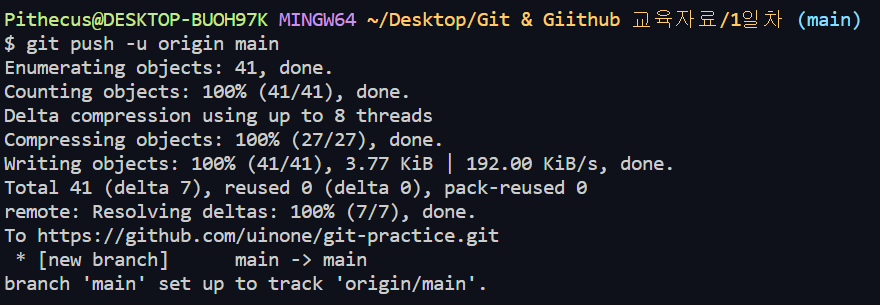 Pithecus@DESKTOP-BUOH97K MINGW64 ~/Desktop/Git & Giithub 교육자료/1일차 (main)
$ git push -u origin main
Enumerating objects: 41, done.
Counting objects: 100% (41/41), done.
Delta compression using up to 8 threads
Compressing objects: 100% (27/27), done.
Writing objects: 100% (41/41), 3.77 KiB | 192.00 KiB/s, done.
Total 41 (delta 7), reused 0 (delta 0), pack-reused 0
remote: Resolving deltas: 100% (7/7), done.
To https://github.com/uinone/git-practice.git
 * [new branch]      main -> main
branch 'main' set up to track 'origin/main'.